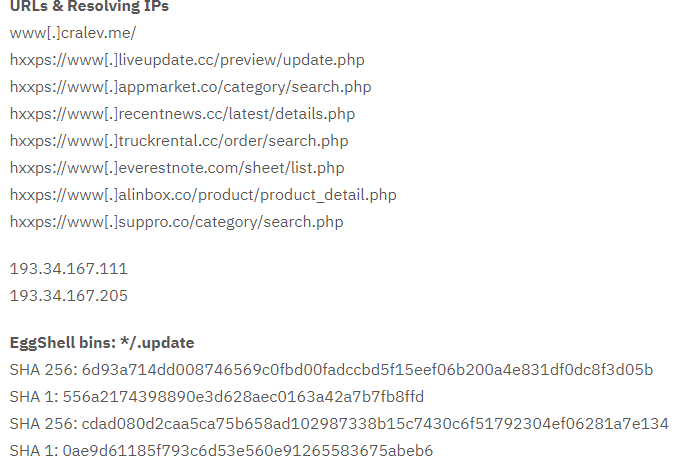 URLs & Resolving IPs
www[.]cralev.me/
hxxps://www[.]liveupdate.cc/preview/update.php
hxxps://www[.]appmarket.co/category/search.php
hxxps://www[.]recentnews.cc/latest/details.php
hxxps://www[.]truckrental.cc/order/search.php
hxxps://www[.]everestnote.com/sheet/list.php
hxxps://www[.]alinbox.co/product/product_detail.php
hxxps://www[.]suppro.co/category/search.php
193.34.167.111
193.34.167.205
EggShell bins: */.update
SHA 256: 6d93a714dd008746569c0fbd00fadccbd5f15eef06b200a4e831df0dc8f3d05b
SHA 1: 556a2174398890e3d628aec0163a42a7b7fb8ffd
SHA 256: cdad080d2caa5ca75b658ad102987338b15c7430c6f51792304ef06281a7e134
SHA 1: 0ae9d61185f793c6d53e560e91265583675abeb6